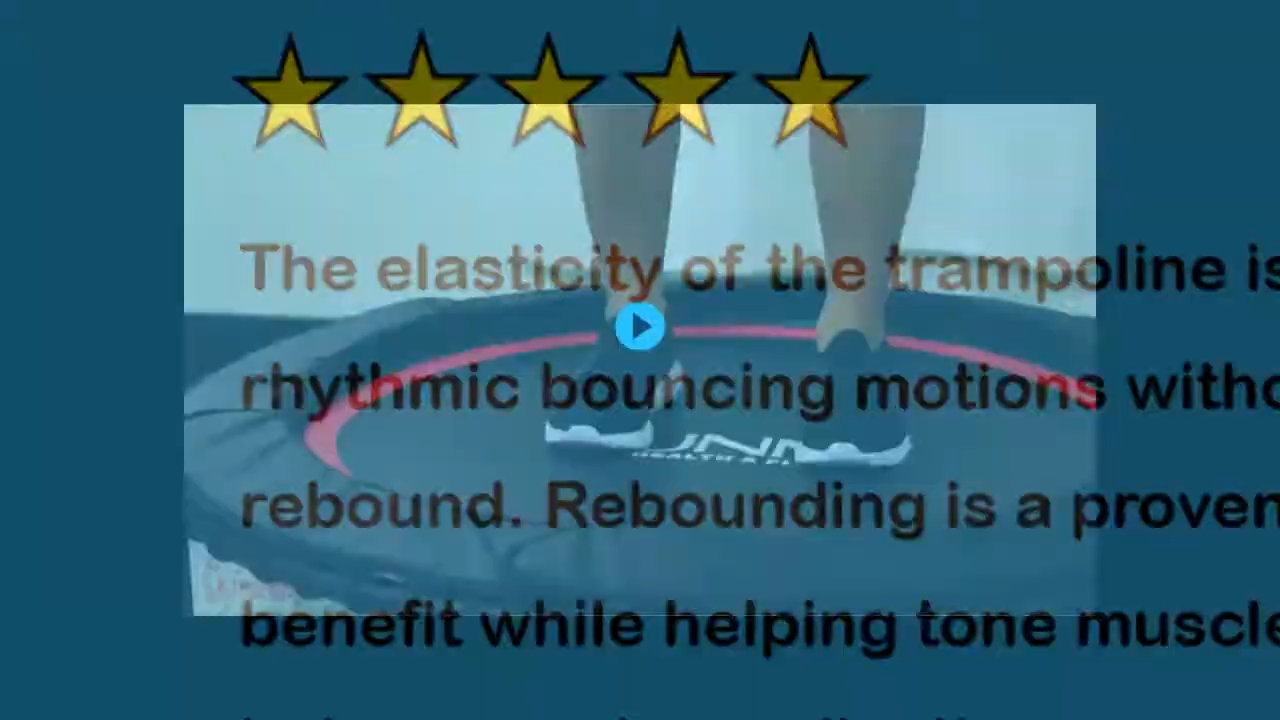 The elasticity of the trampoline is
rhythmic bouncing motions witho
rebound. Rebounding is a proven
benefit while helping tone muscle